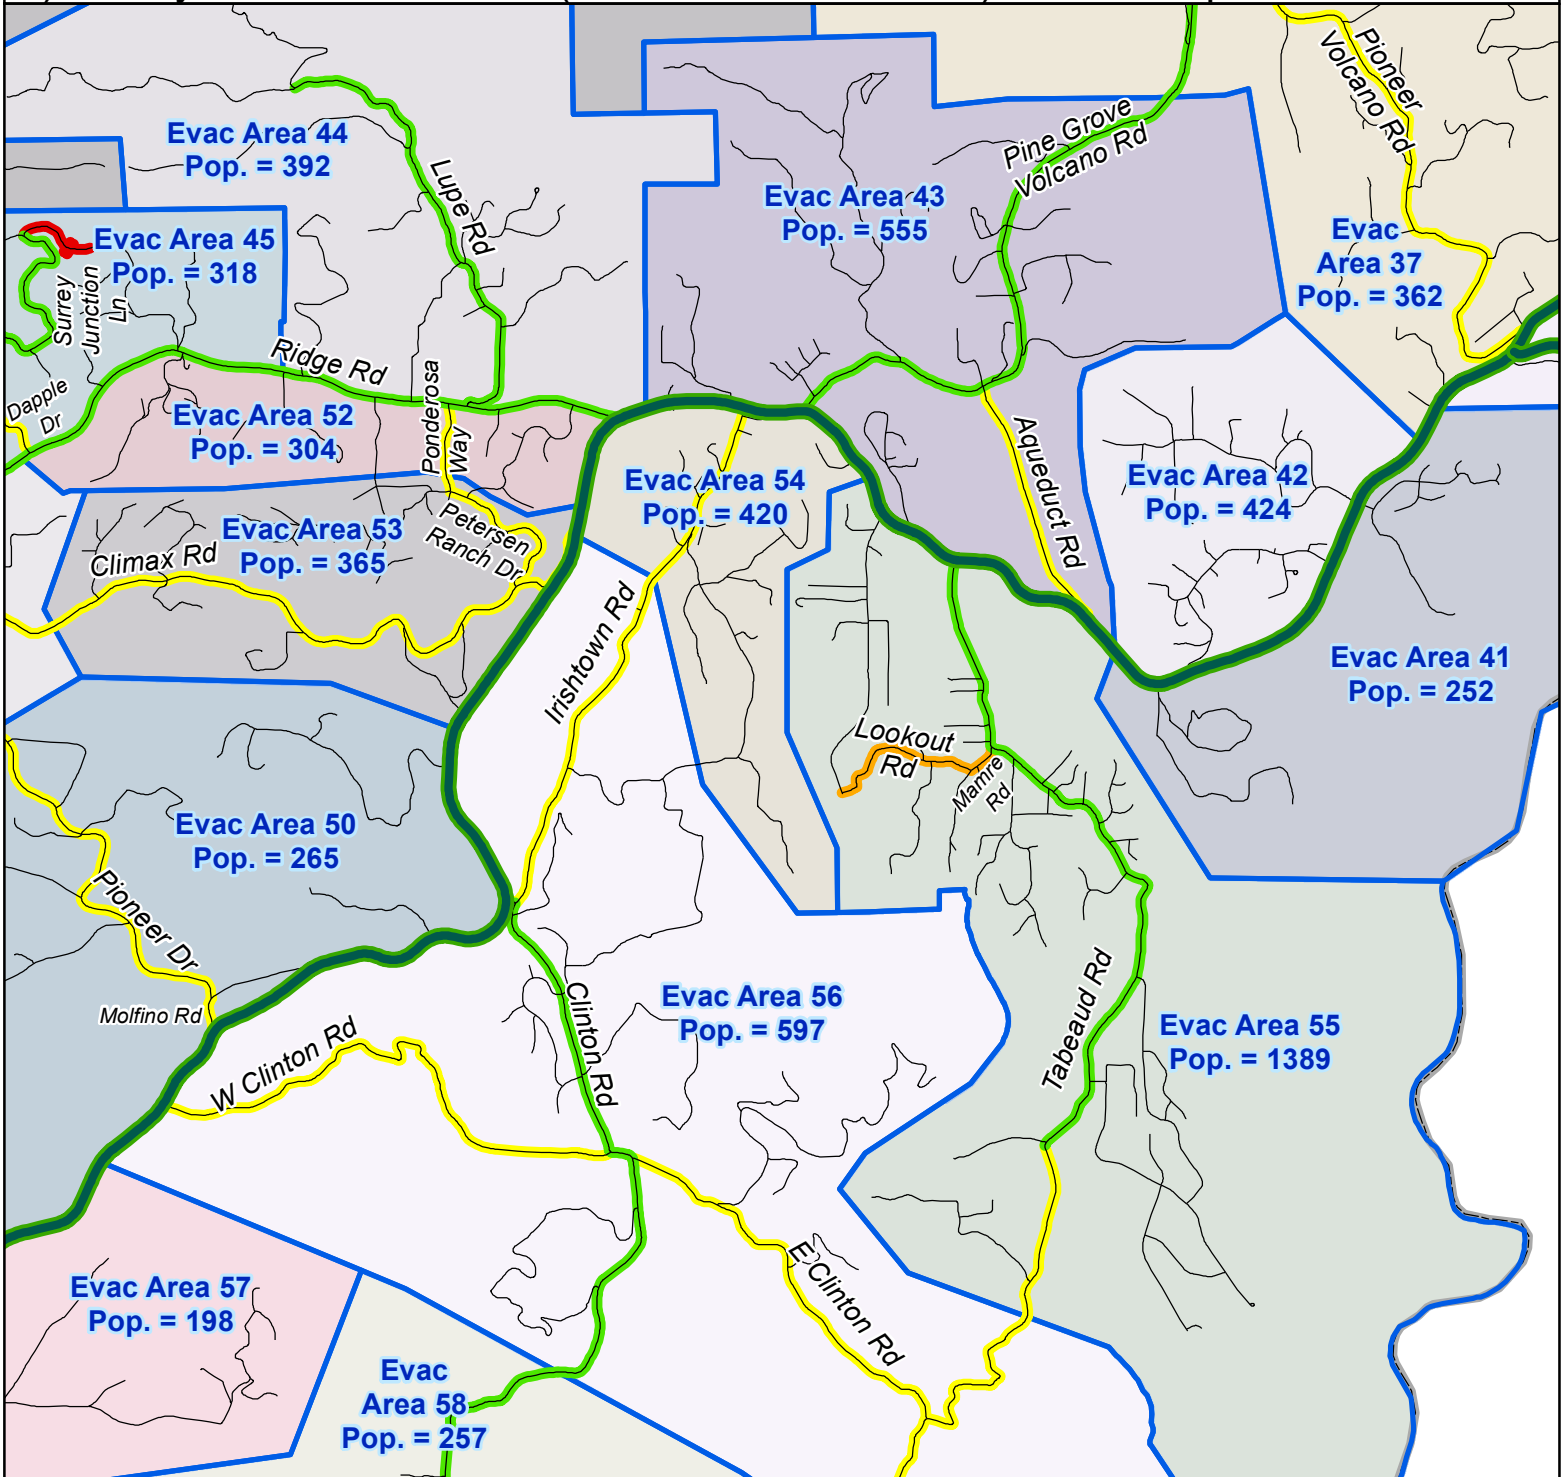 Pioneer
Volcano Rd
Pine Grove
Volcano Rd
Evac Area 44
Pop. = 392
Lupe Rd
Evac Area 43
Pop. = 555
Evac
Area 37
Pop. = 362
Evac Area 45
Pop. = 318
Surrey
Junction
Ln
Ridge Rd
Dapple
Dr
Evac Area 52
Pop. = 304
Ponderosa
Way
Aqueduct Rd
Evac Area 42
Pop. = 424
Evac Area 54
Pop. = 420
Evac Area 53
Pop. = 365
Petersen
Ranch Dr
Climax Rd
Irishtown Rd
Evac Area 41
Pop. = 252
Lookout
Rd
Mamre
Rd
Evac Area 50
Pop. = 265
Pioneer Dr
Molfino Rd
W Clinton Rd
Clinton Rd
Evac Area 56
Pop. = 597
Tabeaud Rd
Evac Area 55
Pop. = 1389
E Clinton Rd
Evac Area 57
Pop. = 198
Evac
Area 58
Pop. = 257